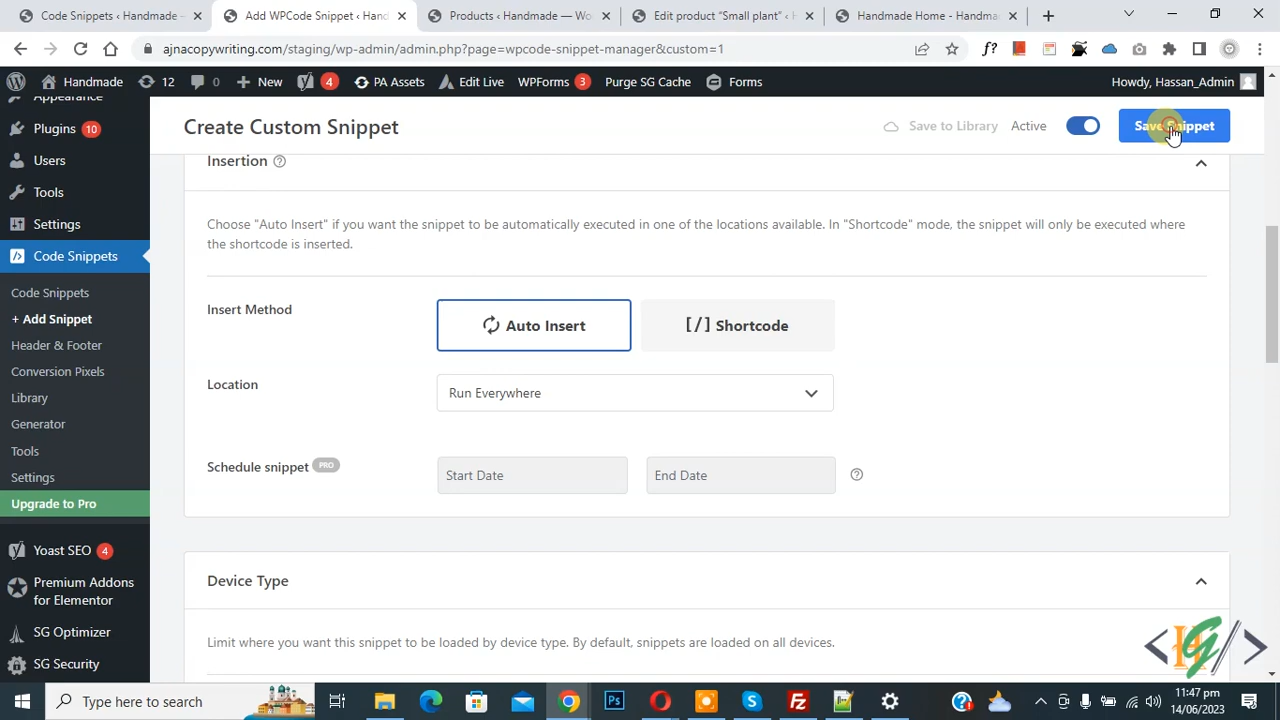 Code Snippets ‹ Handmade —
Add WPCode Snippet ‹ Hand
Products ‹ Handmade — Wo
Edit product “Small plant” ‹ H
Handmade Home - Handma
ajnacopywriting.com/staging/wp-admin/admin.php?page=wpcode-snippet-manager&custom=1
Handmade
12
0
New
4
PA Assets
Edit Live
WPForms 3
Purge SG Cache
Forms
Howdy, Hassan_Admin
Appearance
Plugins 10
Users
Tools
Settings
Code Snippets
Code Snippets
+ Add Snippet
Header & Footer
Conversion Pixels
Library
Generator
Tools
Settings
Upgrade to Pro
Yoast SEO 4
Premium Addons
for Elementor
SG Optimizer
SG Security
Create Custom Snippet
Save to Library
Active
Save Snippet
Insertion
Choose "Auto Insert" if you want the snippet to be automatically executed in one of the locations available. In "Shortcode" mode, the snippet will only be executed where
the shortcode is inserted.
Insert Method
Auto Insert
[/] Shortcode
Location
Run Everywhere
Schedule snippet PRO
Start Date
End Date
Device Type
Limit where you want this snippet to be loaded by device type. By default, snippets are loaded on all devices.
Type here to search
11:47 pm
14/06/2023